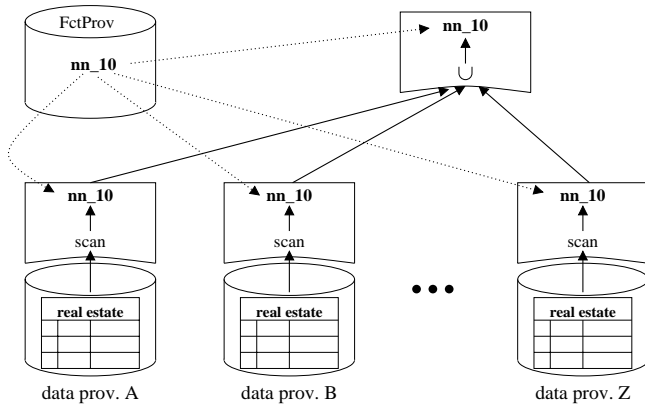 FctProv
nn_10
nn_10
∪
nn_10
nn_10
nn_10
scan
scan
scan
real estate
real estate
real estate
data prov. A
data prov. B
data prov. Z